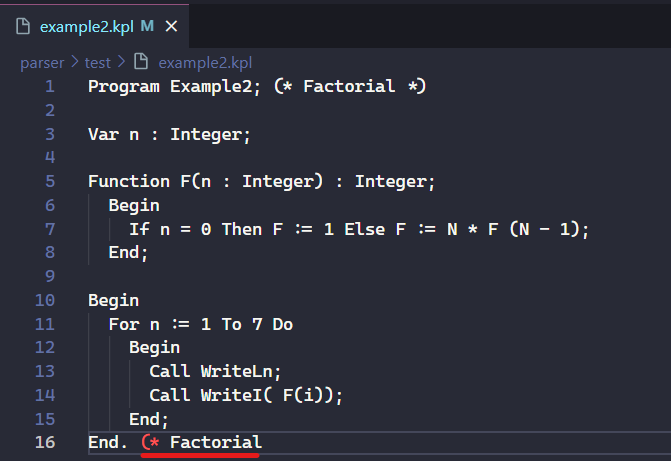 example2.kpl M ×
parser > test > example2.kpl
1 Program Example2; (* Factorial *)
2
3 Var n : Integer;
4
5 Function F(n : Integer) : Integer;
6 Begin
7 If n = 0 Then F := 1 Else F := N * F (N - 1);
8 End;
9
10 Begin
11 For n := 1 To 7 Do
12 Begin
13 Call WriteLn;
14 Call WriteI( F(i));
15 End;
16 End. (* Factorial